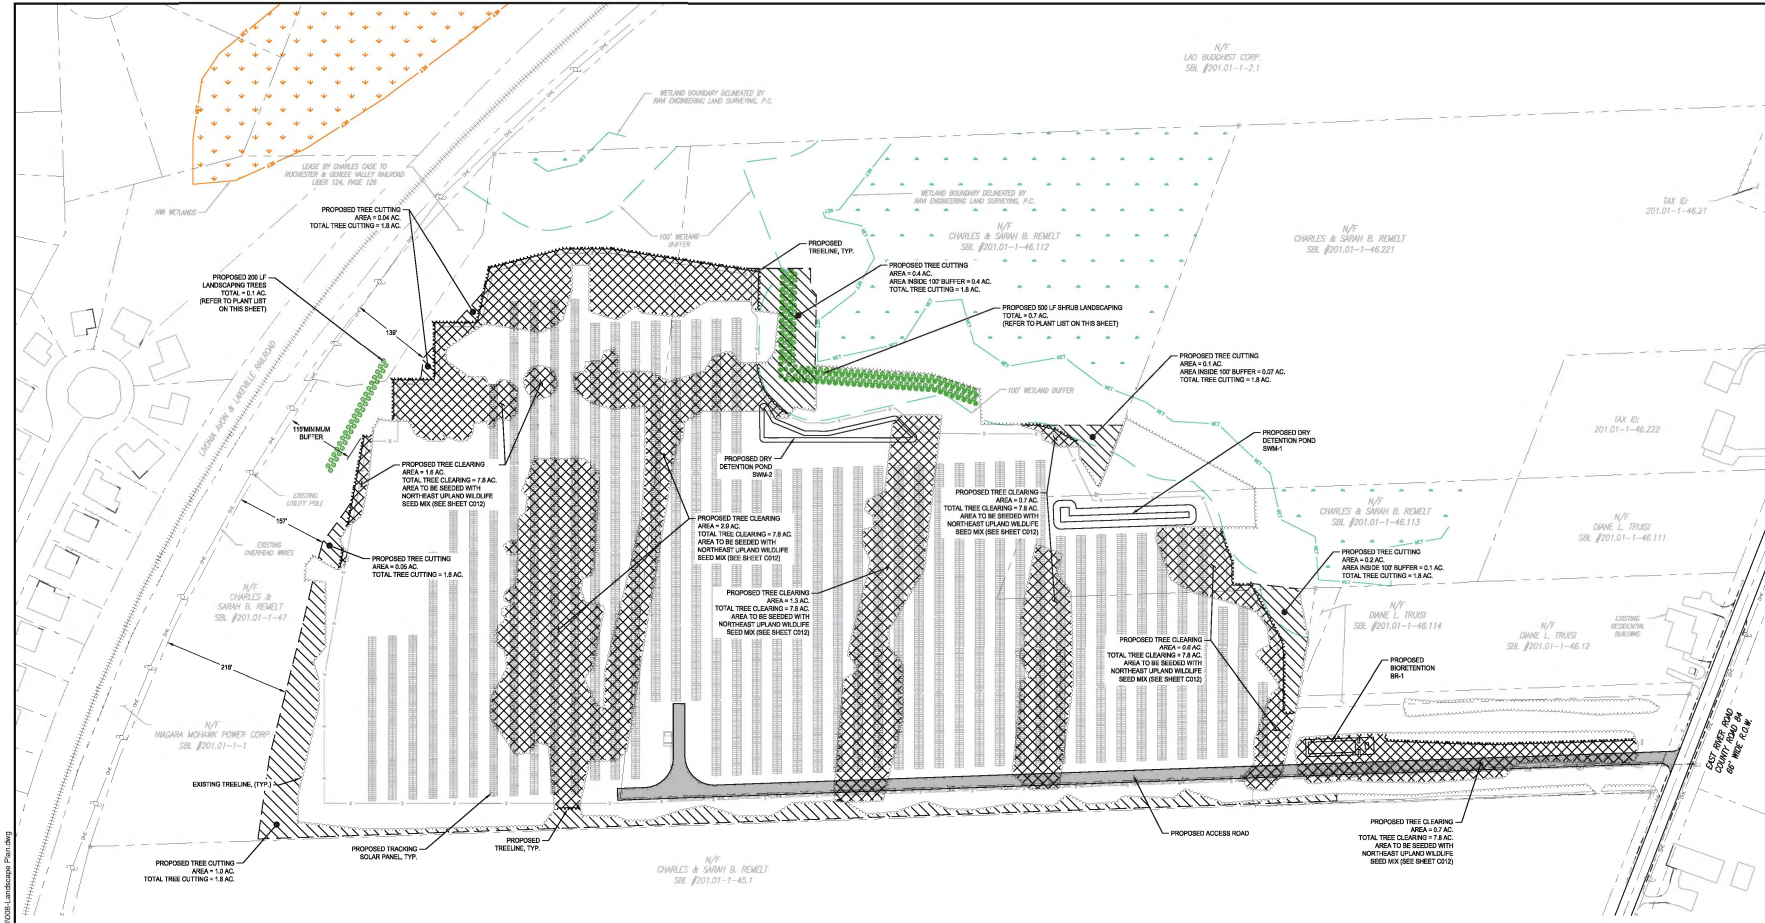 N/F
LAO BUDDHIST CORP.
SBL #201.01-1-2.1
WETLAND BOUNDARY DELINEATED BY
RAVI ENGINEERING LAND SURVEYING, P.C.
LEASE BY CHARLES CASE TO
ROCHESTER & GENESEE VALLEY RAILROAD
LIBER 124, PAGE 126
NWI WETLANDS
PROPOSED TREE CUTTING
AREA = 0.04 AC.
TOTAL TREE CUTTING = 1.8 AC.
100' WETLAND
BUFFER
WETLAND BOUNDARY DELINEATED BY
RAVI ENGINEERING LAND SURVEYING, P.C.
N/F
CHARLES & SARAH B. REMELT
SBL #201.01-1-46.112
N/F
CHARLES & SARAH B. REMELT
SBL #201.01-1-46.221
TAX ID:
201.01-1-46.21
PROPOSED
TREELINE, TYP.
PROPOSED TREE CUTTING
AREA = 0.4 AC.
AREA INSIDE 100' BUFFER = 0.4 AC.
TOTAL TREE CUTTING = 1.8 AC.
PROPOSED 200 LF
LANDSCAPING TREES
TOTAL = 0.1 AC.
(REFER TO PLANT LIST
ON THIS SHEET)
PROPOSED 500 LF SHRUB LANDSCAPING
TOTAL = 0.7 AC.
(REFER TO PLANT LIST ON THIS SHEET)
139'
LIVONIA AVON & LAKEVILLE RAILROAD
PROPOSED TREE CUTTING
AREA = 0.1 AC.
AREA INSIDE 100' BUFFER = 0.07 AC.
TOTAL TREE CUTTING = 1.8 AC.
100' WETLAND BUFFER
115' MINIMUM
BUFFER
TAX ID:
201.01-1-46.222
PROPOSED DRY
DETENTION POND
SWM-1
PROPOSED DRY
DETENTION POND
SWM-2
PROPOSED TREE CLEARING
AREA = 1.6 AC.
TOTAL TREE CLEARING = 7.8 AC.
AREA TO BE SEEDED WITH
NORTHEAST UPLAND WILDLIFE
SEED MIX (SEE SHEET C012)
EXISTING
UTILITY POLE
157'
EXISTING
OVERHEAD WIRES
PROPOSED TREE CLEARING
AREA = 0.7 AC.
TOTAL TREE CLEARING = 7.8 AC.
AREA TO BE SEEDED WITH
NORTHEAST UPLAND WILDLIFE
SEED MIX (SEE SHEET C012)
N/F
CHARLES & SARAH B. REMELT
SBL #201.01-1-46.113
N/F
DIANE L. TRUISI
SBL #201.01-1-46.111
PROPOSED TREE CLEARING
AREA = 2.9 AC.
TOTAL TREE CLEARING = 7.8 AC.
AREA TO BE SEEDED WITH
NORTHEAST UPLAND WILDLIFE
SEED MIX (SEE SHEET C012)
PROPOSED TREE CUTTING
AREA = 0.05 AC.
TOTAL TREE CUTTING = 1.8 AC.
PROPOSED TREE CUTTING
AREA = 0.2 AC.
AREA INSIDE 100' BUFFER = 0.1 AC.
TOTAL TREE CUTTING = 1.8 AC.
N/F
CHARLES &
SARAH B. REMELT
SBL #201.01-1-47
PROPOSED TREE CLEARING
AREA = 1.3 AC.
TOTAL TREE CLEARING = 7.8 AC.
AREA TO BE SEEDED WITH
NORTHEAST UPLAND WILDLIFE
SEED MIX (SEE SHEET C012)
N/F
DIANE L. TRUISI
SBL #201.01-1-46.114
N/F
DIANE L. TRUISI
SBL #201.01-1-46.12
EXISTING
RESIDENTIAL
BUILDING
PROPOSED TREE CLEARING
AREA = 0.6 AC.
TOTAL TREE CLEARING = 7.8 AC.
AREA TO BE SEEDED WITH
NORTHEAST UPLAND WILDLIFE
SEED MIX (SEE SHEET C012)
218'
PROPOSED
BIORETENTION
BR-1
N/F
NIAGARA MOHAWK POWER CORP.
SBL #201.01-1-1
EAST RIVER ROAD
COUNTY ROAD 84
66' WIDE R.O.W.
EXISTING TREELINE, (TYP.)
PROPOSED TREE CUTTING
AREA = 1.0 AC.
TOTAL TREE CUTTING = 1.8 AC.
PROPOSED TRACKING
SOLAR PANEL, TYP.
PROPOSED
TREELINE, TYP.
PROPOSED ACCESS ROAD
PROPOSED TREE CLEARING
AREA = 0.7 AC.
TOTAL TREE CLEARING = 7.8 AC.
AREA TO BE SEEDED WITH
NORTHEAST UPLAND WILDLIFE
SEED MIX (SEE SHEET C012)
N/F
CHARLES & SARAH B. REMELT
SBL #201.01-1-45.1
008-Landscape Plan.dwg